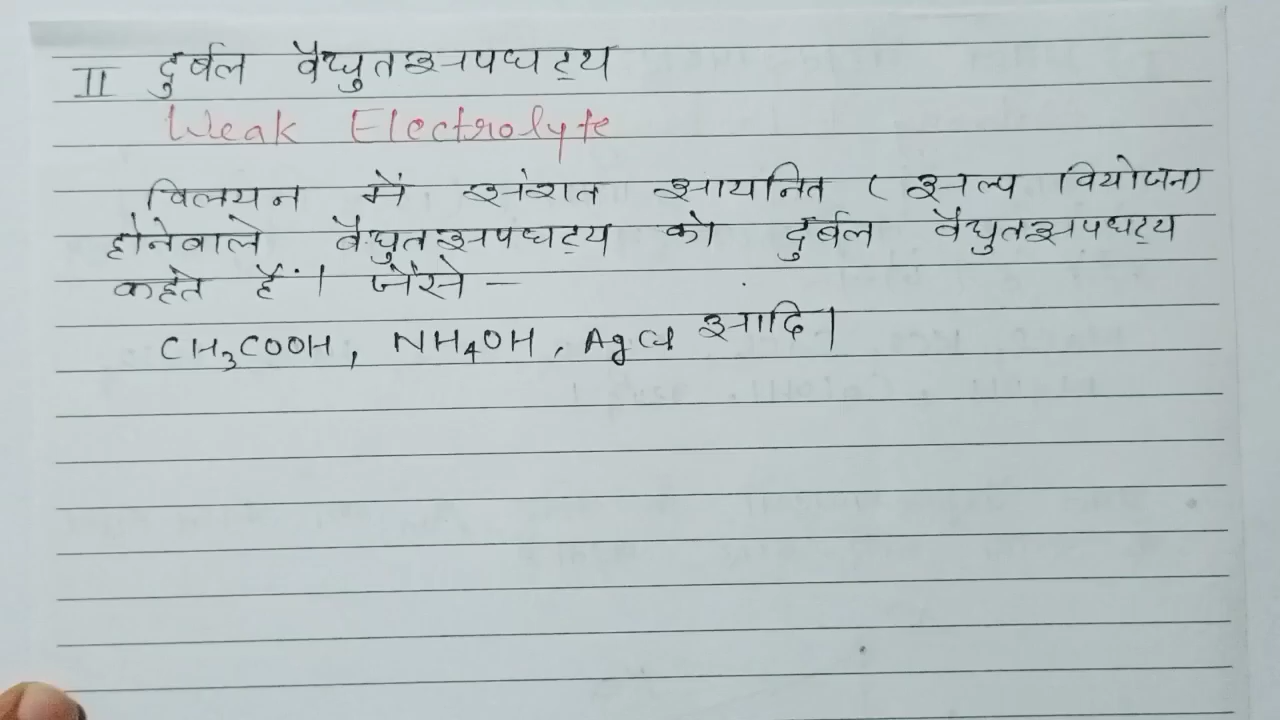 II दुर्बल वैद्युतअपघट्य
Weak Electrolyte
विलयन में अंशत आयनित (अल्प वियोजन)
होनेवाले वैद्युतअपघट्य को दुर्बल वैद्युतअपघट्य
कहते हैं। जैसे –
CH₃COOH, NH₄OH, AgCl आदि।